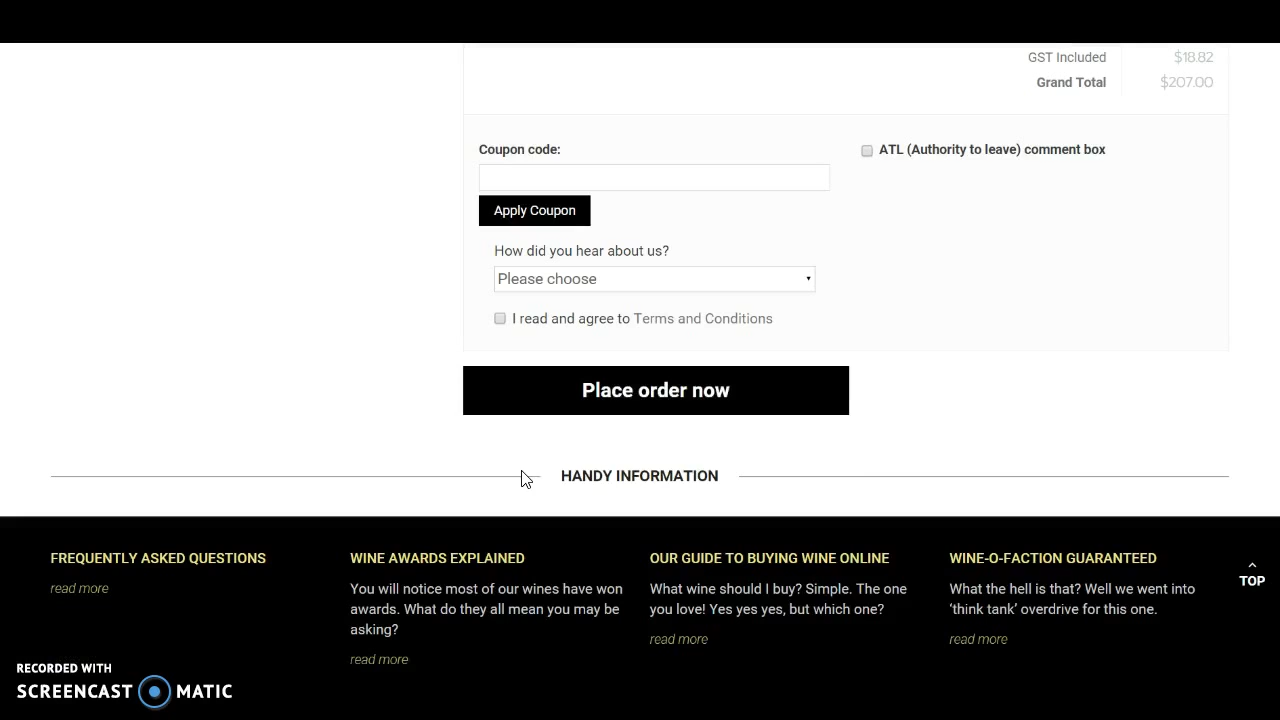 GST Included $18.82
Grand Total $207.00
Coupon code:
ATL (Authority to leave) comment box
Apply Coupon
How did you hear about us?
Please choose
I read and agree to Terms and Conditions
Place order now
HANDY INFORMATION
FREQUENTLY ASKED QUESTIONS
read more
WINE AWARDS EXPLAINED
You will notice most of our wines have won
awards. What do they all mean you may be
asking?
read more
OUR GUIDE TO BUYING WINE ONLINE
What wine should I buy? Simple. The one
you love! Yes yes yes, but which one?
read more
WINE-O-FACTION GUARANTEED
What the hell is that? Well we went into
‘think tank’ overdrive for this one.
read more
TOP
RECORDED WITH
SCREENCAST MATIC